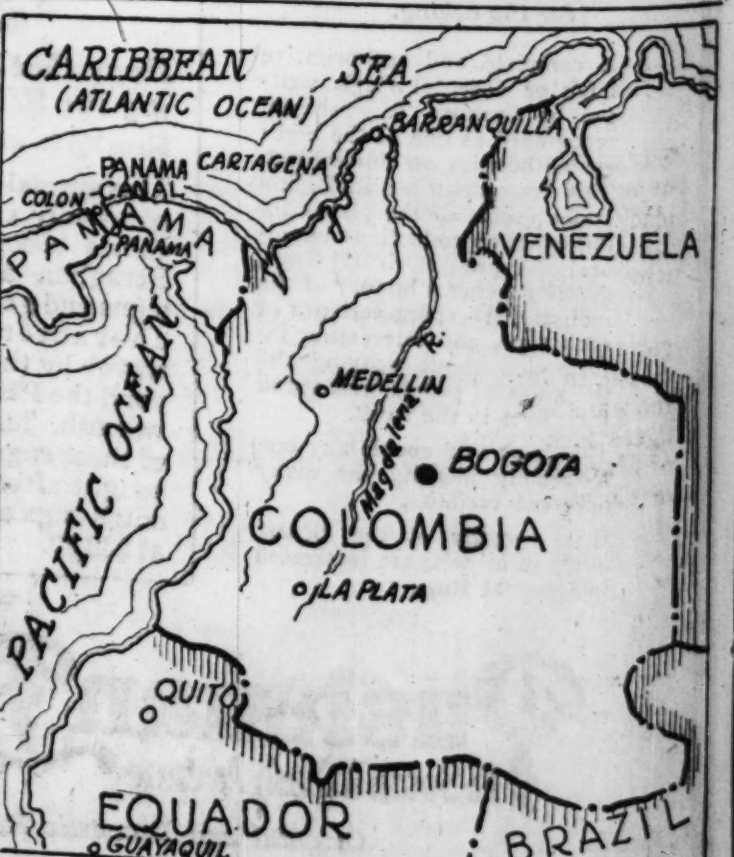 CARIBBEAN SEA
(ATLANTIC OCEAN)
BARRANQUILLA
CARTAGENA
PANAMA
CANAL
COLON
PANAMA
PANAMA
VENEZUELA
PACIFIC OCEAN
MEDELLIN
Magdalena R.
BOGOTA
COLOMBIA
LA PLATA
QUITO
EQUADOR
GUAYAQUIL
BRAZIL